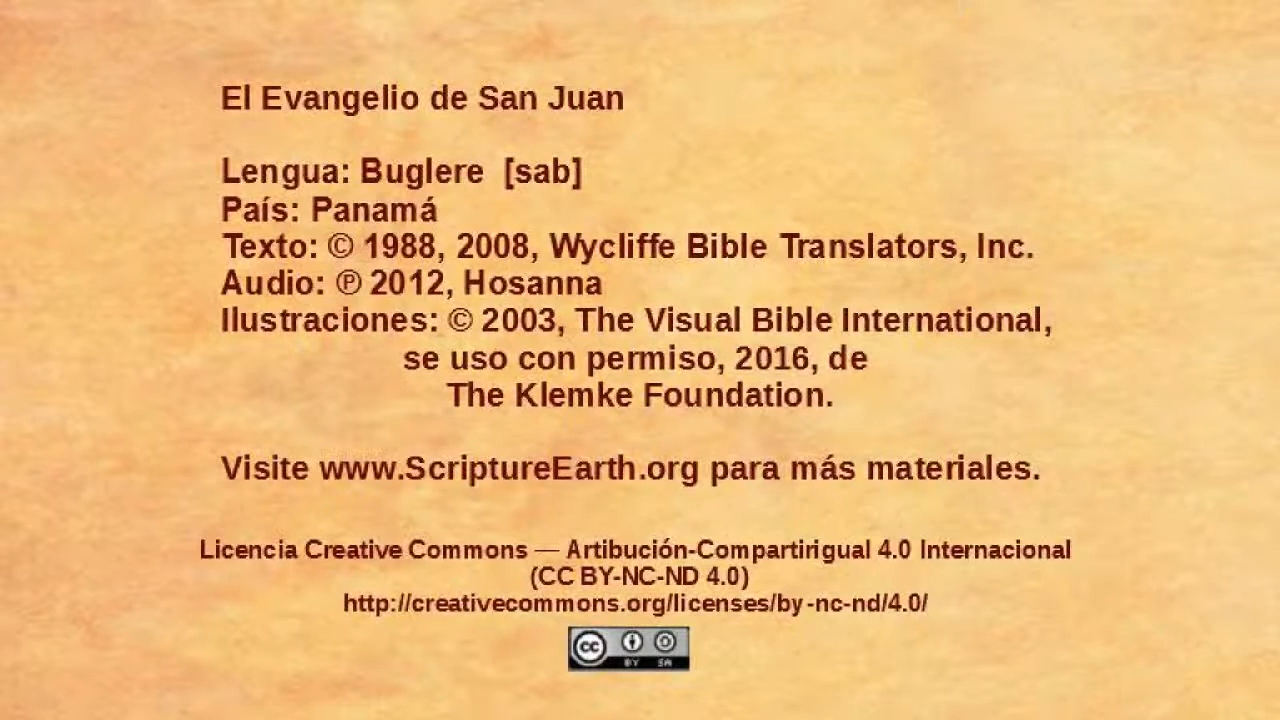 El Evangelio de San Juan
Lengua: Buglere [sab]
País: Panamá
Texto: © 1988, 2008, Wycliffe Bible Translators, Inc.
Audio: ℗ 2012, Hosanna
Ilustraciones: © 2003, The Visual Bible International,
se uso con permiso, 2016, de
The Klemke Foundation.
Visite www.ScriptureEarth.org para más materiales.
Licencia Creative Commons — Artibución-Compartirigual 4.0 Internacional
(CC BY-NC-ND 4.0)
http://creativecommons.org/licenses/by-nc-nd/4.0/
cc BY SA